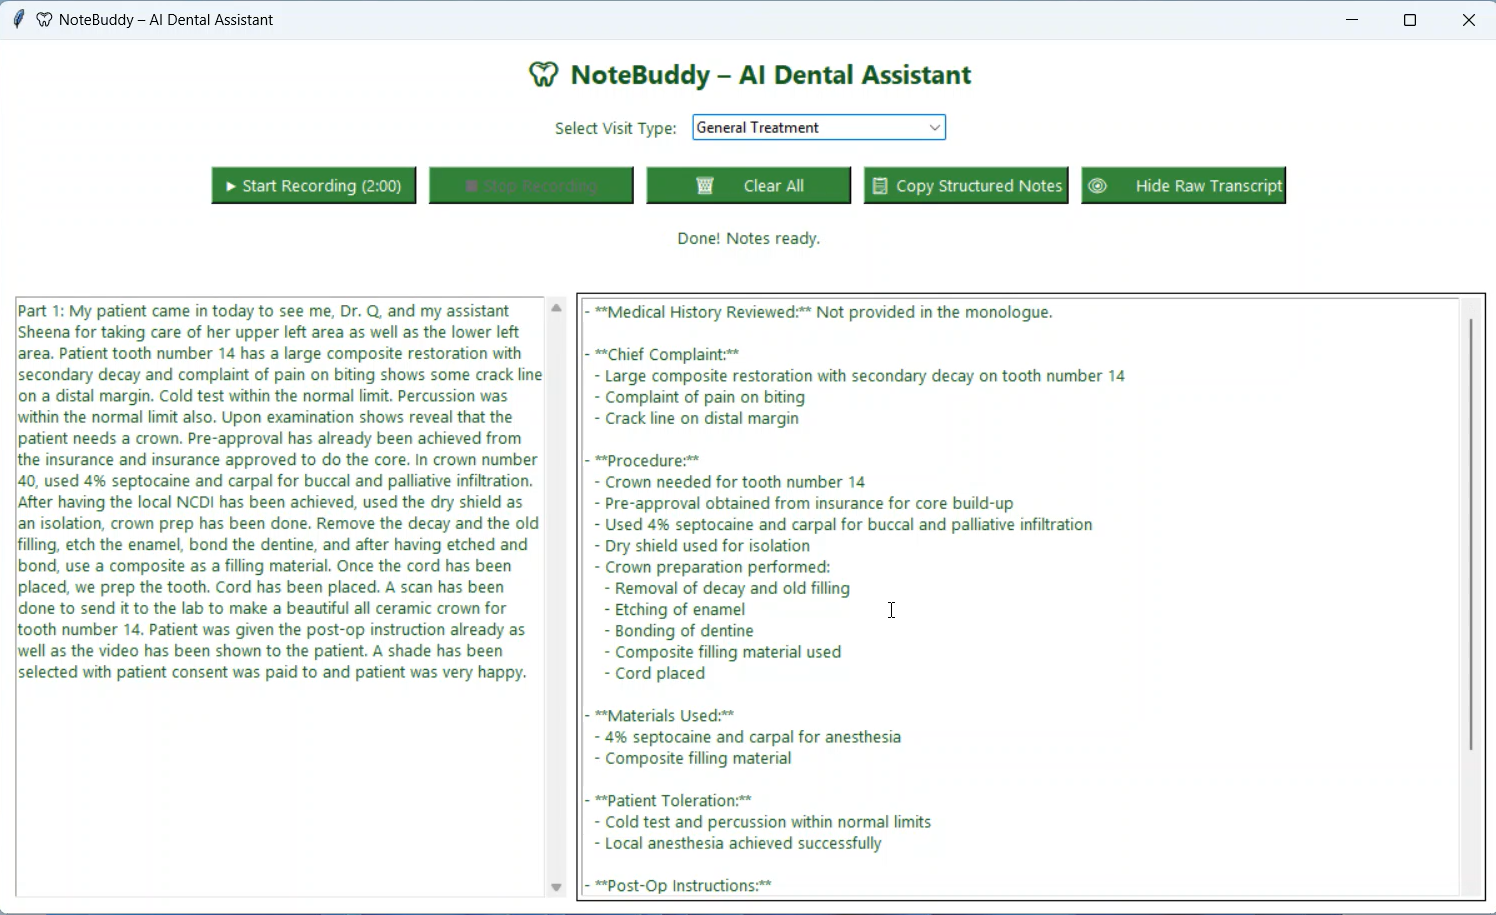 NoteBuddy – AI Dental Assistant
NoteBuddy – AI Dental Assistant
Select Visit Type:
General Treatment
Start Recording (2:00)
Stop Recording
Clear All
Copy Structured Notes
Hide Raw Transcript
Done! Notes ready.
Part 1: My patient came in today to see me, Dr. Q, and my assistant
Sheena for taking care of her upper left area as well as the lower left
area. Patient tooth number 14 has a large composite restoration with
secondary decay and complaint of pain on biting shows some crack line
on a distal margin. Cold test within the normal limit. Percussion was
within the normal limit also. Upon examination shows reveal that the
patient needs a crown. Pre-approval has already been achieved from
the insurance and insurance approved to do the core. In crown number
40, used 4% septocaine and carpal for buccal and palliative infiltration.
After having the local NCDI has been achieved, used the dry shield as
an isolation, crown prep has been done. Remove the decay and the old
filling, etch the enamel, bond the dentine, and after having etched and
bond, use a composite as a filling material. Once the cord has been
placed, we prep the tooth. Cord has been placed. A scan has been
done to send it to the lab to make a beautiful all ceramic crown for
tooth number 14. Patient was given the post-op instruction already as
well as the video has been shown to the patient. A shade has been
selected with patient consent was paid to and patient was very happy.
- **Medical History Reviewed:** Not provided in the monologue.
- **Chief Complaint:**
- Large composite restoration with secondary decay on tooth number 14
- Complaint of pain on biting
- Crack line on distal margin
- **Procedure:**
- Crown needed for tooth number 14
- Pre-approval obtained from insurance for core build-up
- Used 4% septocaine and carpal for buccal and palliative infiltration
- Dry shield used for isolation
- Crown preparation performed:
- Removal of decay and old filling
- Etching of enamel
- Bonding of dentine
- Composite filling material used
- Cord placed
- **Materials Used:**
- 4% septocaine and carpal for anesthesia
- Composite filling material
- **Patient Toleration:**
- Cold test and percussion within normal limits
- Local anesthesia achieved successfully
- **Post-Op Instructions:**